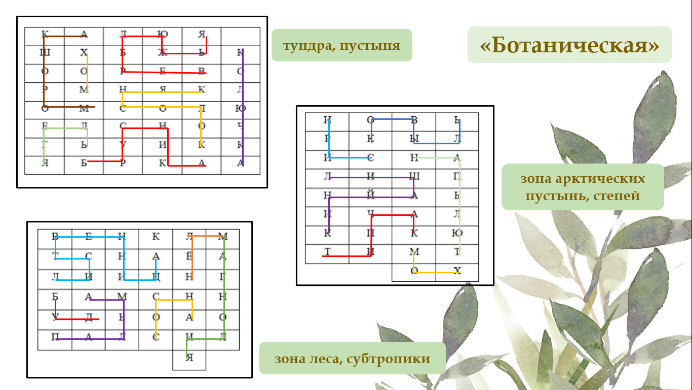 К А Л Ю Я
Ш Х Б Ж Ь К
О О Р Е В О
Р М Н Я К Л
О М С О Л Ю
Е Л С Н О Ч
Г Ь У И К К
Я Б Р К А А
тундра, пустыня
«Ботаническая»
И О В Ь
Р К Ы Л
И С Н А
Л И Ш П
Н Й А Ь
И Ч А Л
К П К Ю
Т И М Т
О Х
зона арктических
пустынь, степей
В Е Н К Л М
Т С Н А Ё А
Л И И Ц Н Г
Б А М С Н Н
У Д Ь О А О
П А Л С И Л
Я
зона леса, субтропики